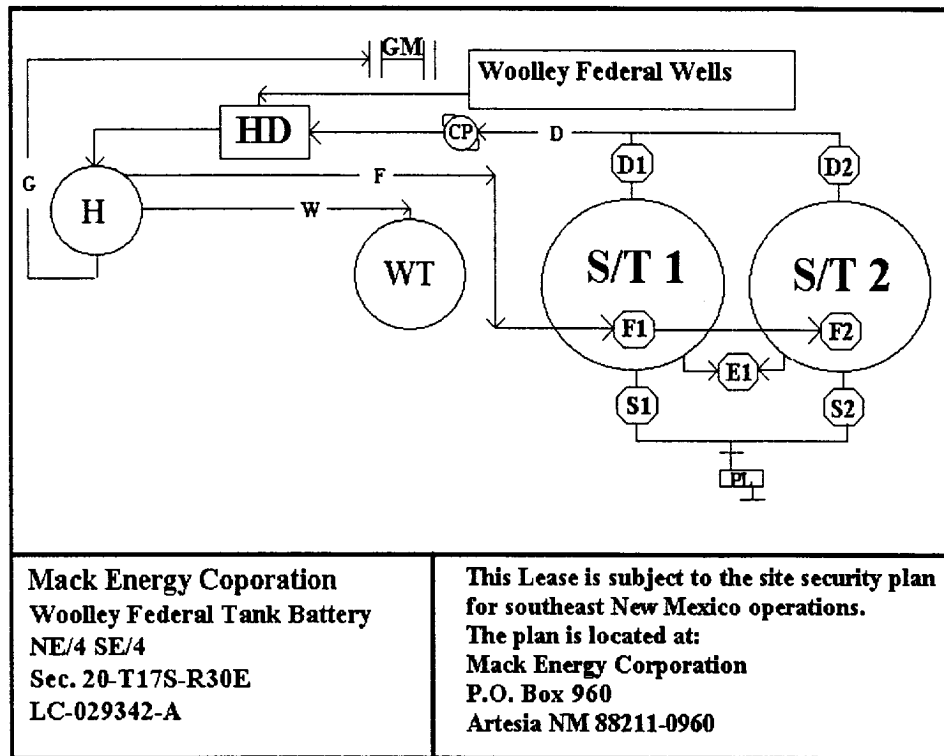 GM
Woolley Federal Wells
HD
CP
D
D1
D2
G
F
H
W
WT
S/T 1
S/T 2
F1
F2
E1
S1
S2
PL
Mack Energy Coporation
Woolley Federal Tank Battery
NE/4 SE/4
Sec. 20-T17S-R30E
LC-029342-A
This Lease is subject to the site security plan
for southeast New Mexico operations.
The plan is located at:
Mack Energy Corporation
P.O. Box 960
Artesia NM 88211-0960